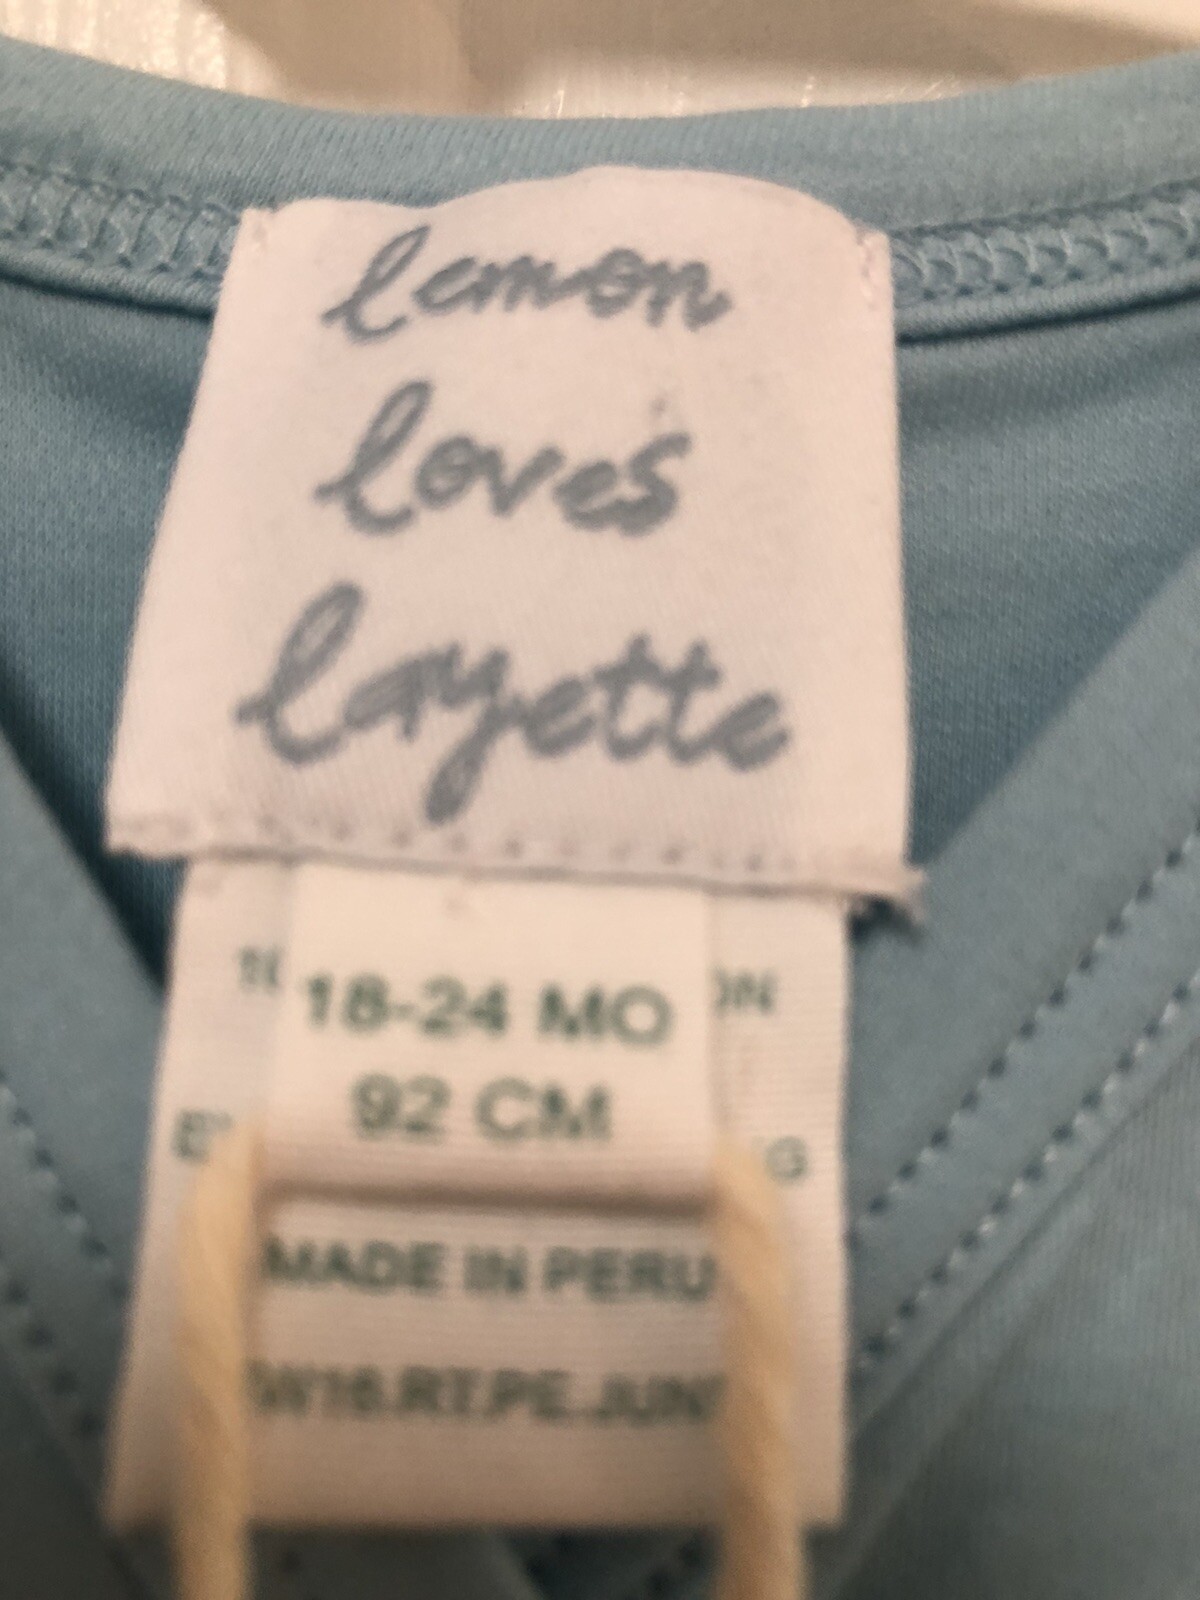 lemon
loves
layette
18-24 MO
92 CM
MADE IN PERU